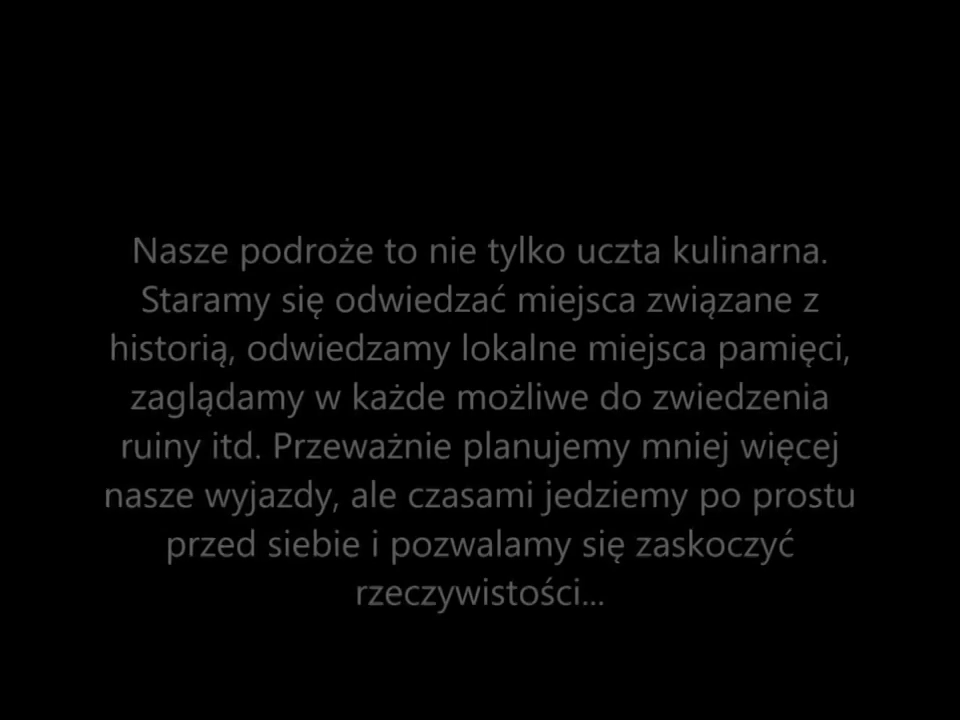 Nasze podroże to nie tylko uczta kulinarna.
Staramy się odwiedzać miejsca związane z
historią, odwiedzamy lokalne miejsca pamięci,
zaglądamy w każde możliwe do zwiedzenia
ruiny itd. Przeważnie planujemy mniej więcej
nasze wyjazdy, ale czasami jedziemy po prostu
przed siebie i pozwalamy się zaskoczyć
rzeczywistości...